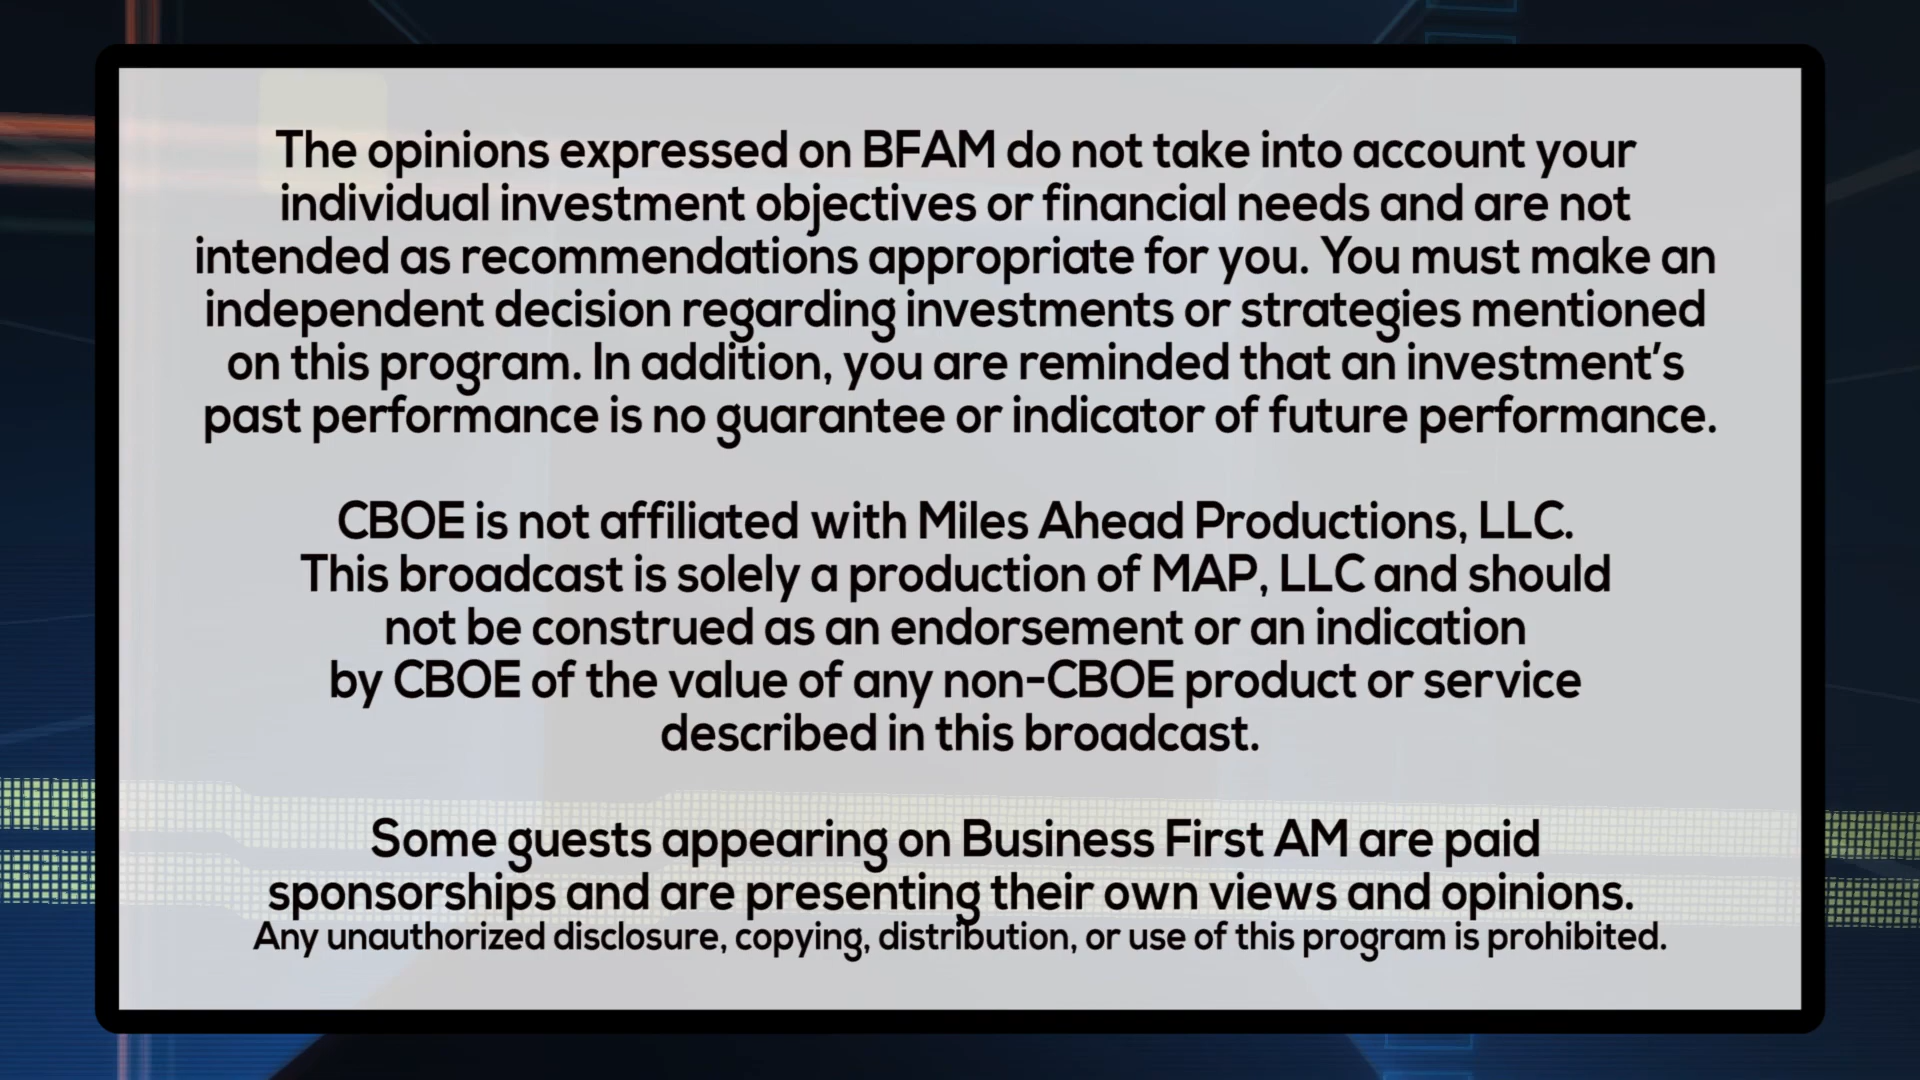 The opinions expressed on BFAM do not take into account your
individual investment objectives or financial needs and are not
intended as recommendations appropriate for you. You must make an
independent decision regarding investments or strategies mentioned
on this program. In addition, you are reminded that an investment’s
past performance is no guarantee or indicator of future performance.
CBOE is not affiliated with Miles Ahead Productions, LLC.
This broadcast is solely a production of MAP, LLC and should
not be construed as an endorsement or an indication
by CBOE of the value of any non-CBOE product or service
described in this broadcast.
Some guests appearing on Business First AM are paid
sponsorships and are presenting their own views and opinions.
Any unauthorized disclosure, copying, distribution, or use of this program is prohibited.